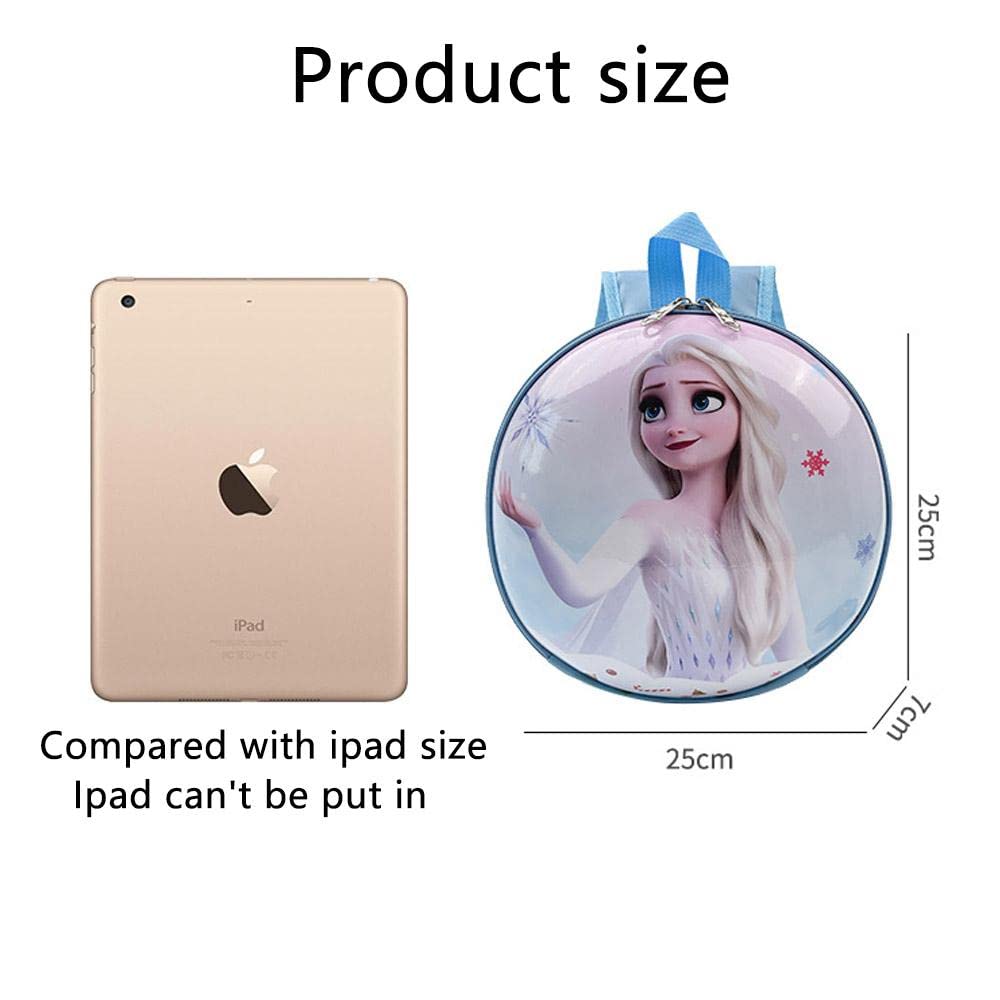 Product size
iPad
25cm
7cm
25cm
Compared with ipad size
Ipad can't be put in